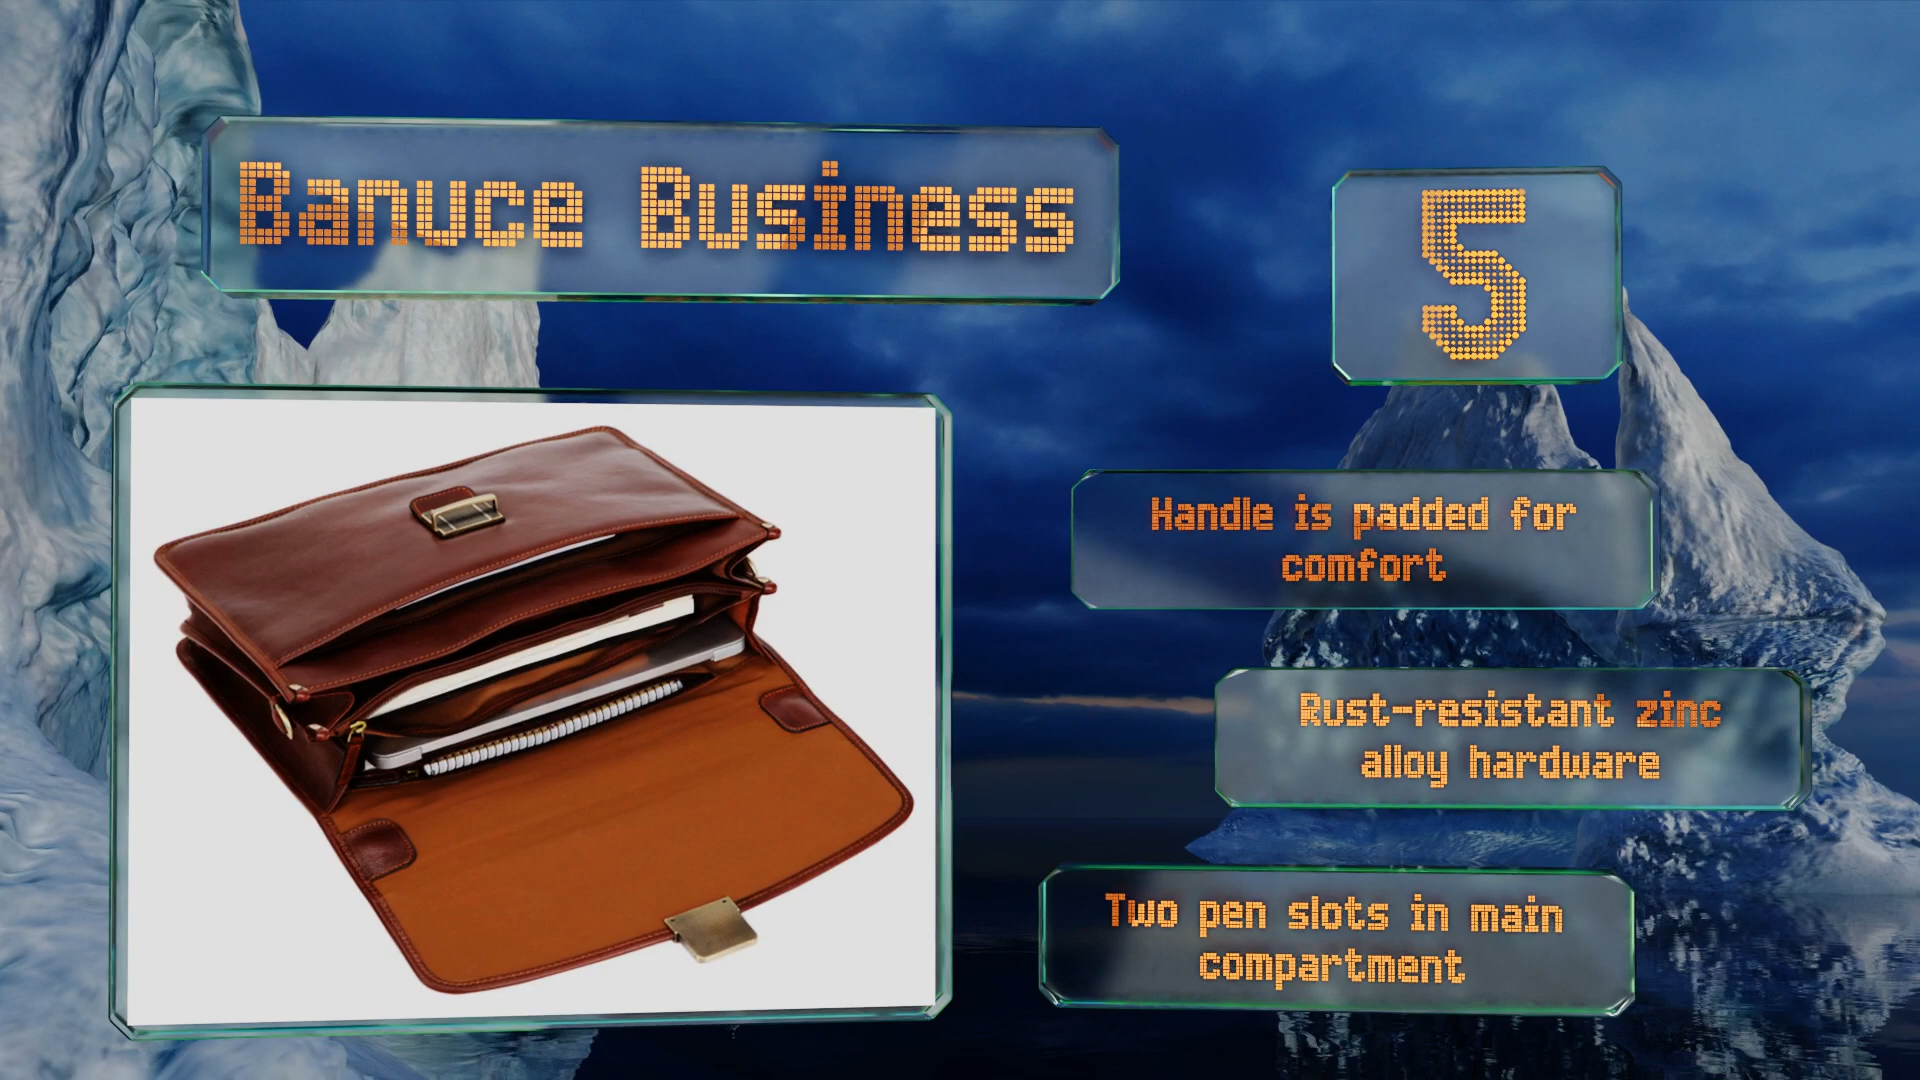 Banuce Business
5
Handle is padded for
comfort
Rust-resistant zinc
alloy hardware
Two pen slots in main
compartment